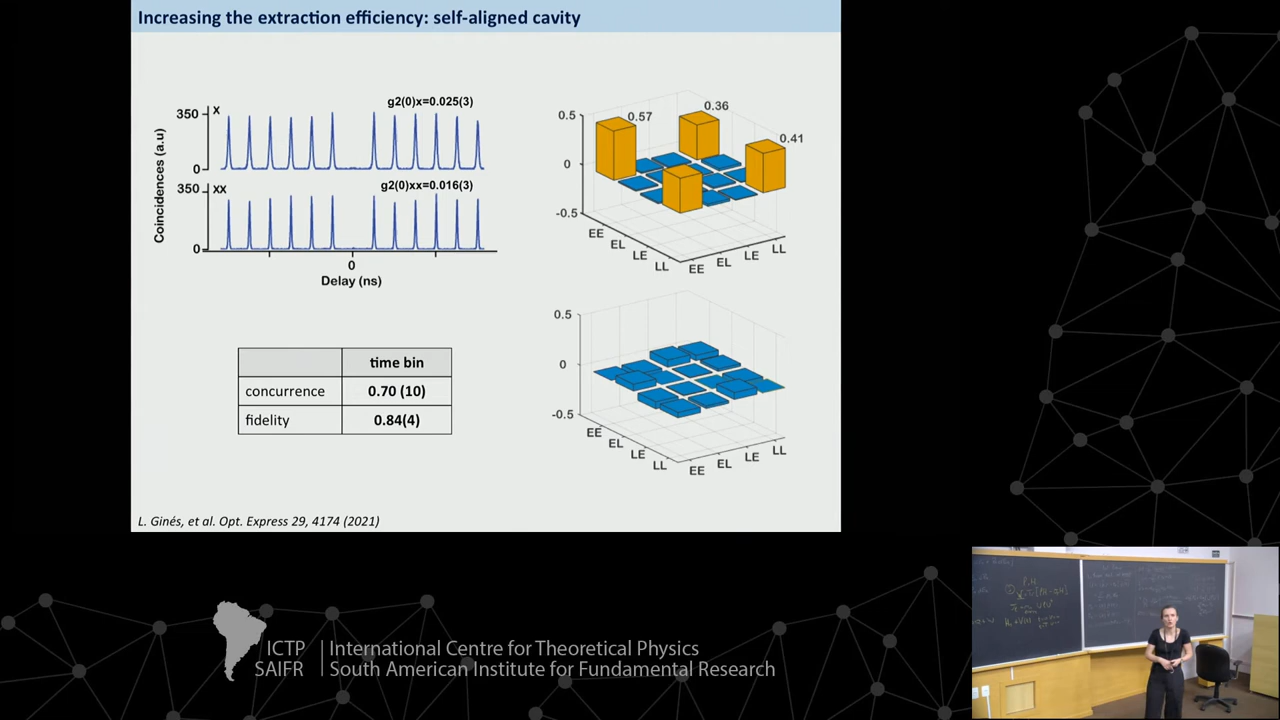 Increasing the extraction efficiency: self-aligned cavity
g2(0)x=0.025(3)
350
X
0
g2(0)xx=0.016(3)
350
XX
0
Coincidences (a.u)
0
Delay (ns)
time bin
concurrence 0.70 (10)
fidelity 0.84(4)
0.5
0
-0.5
0.57
0.36
0.41
EE
EL
LE
LL
EE
EL
LE
LL
0.5
0
-0.5
EE
EL
LE
LL
EE
EL
LE
LL
L. Ginés, et al. Opt. Express 29, 4174 (2021)
ICTP
SAIFR
International Centre for Theoretical Physics
South American Institute for Fundamental Research